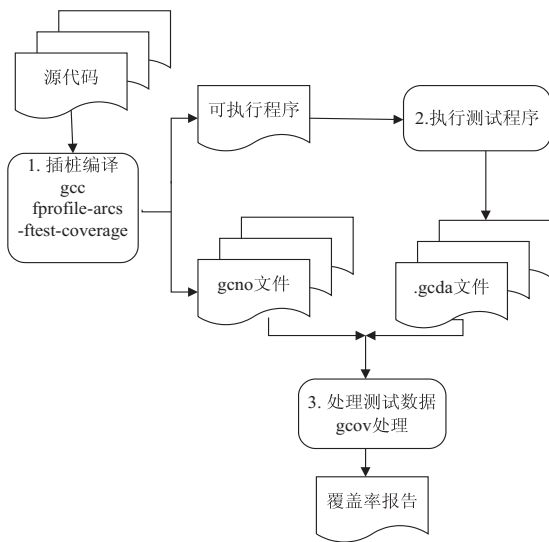 源代码
可执行程序
2.执行测试程序
1. 插桩编译
gcc
fprofile-arcs
-ftest-coverage
gcno文件
.gcda文件
3. 处理测试数据
gcov处理
覆盖率报告